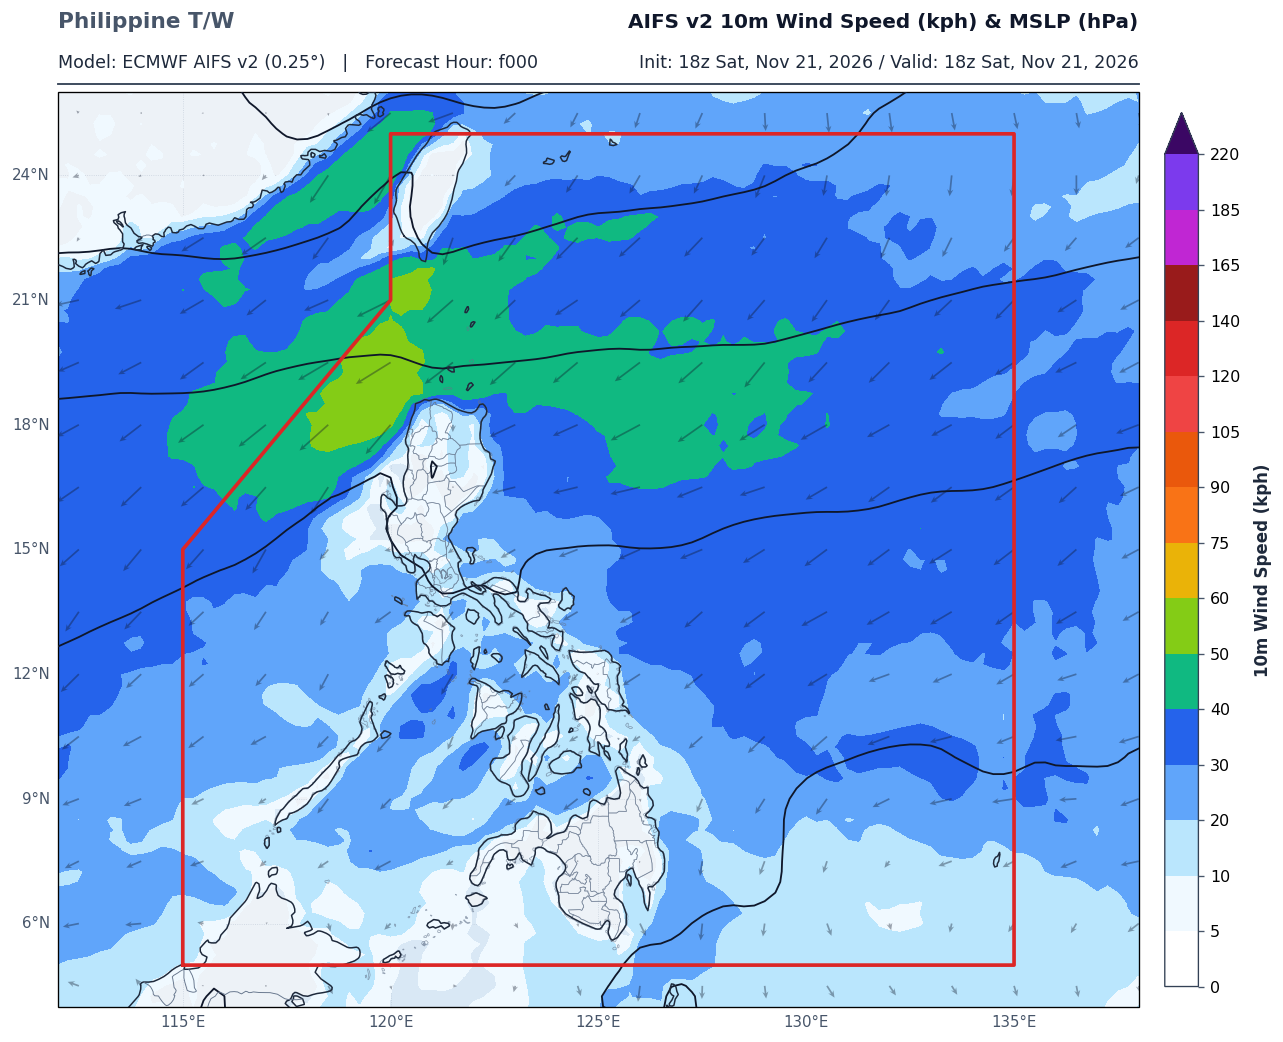 Philippine T/W
AIFS v2 10m Wind Speed (kph) & MSLP (hPa)
Model: ECMWF AIFS v2 (0.25°) | Forecast Hour: f000
Init: 18z Sat, Nov 21, 2026 / Valid: 18z Sat, Nov 21, 2026
24°N
21°N
18°N
15°N
12°N
9°N
6°N
115°E
120°E
125°E
130°E
135°E
220
185
165
140
120
105
90
75
60
50
40
30
20
10
5
0
10m Wind Speed (kph)